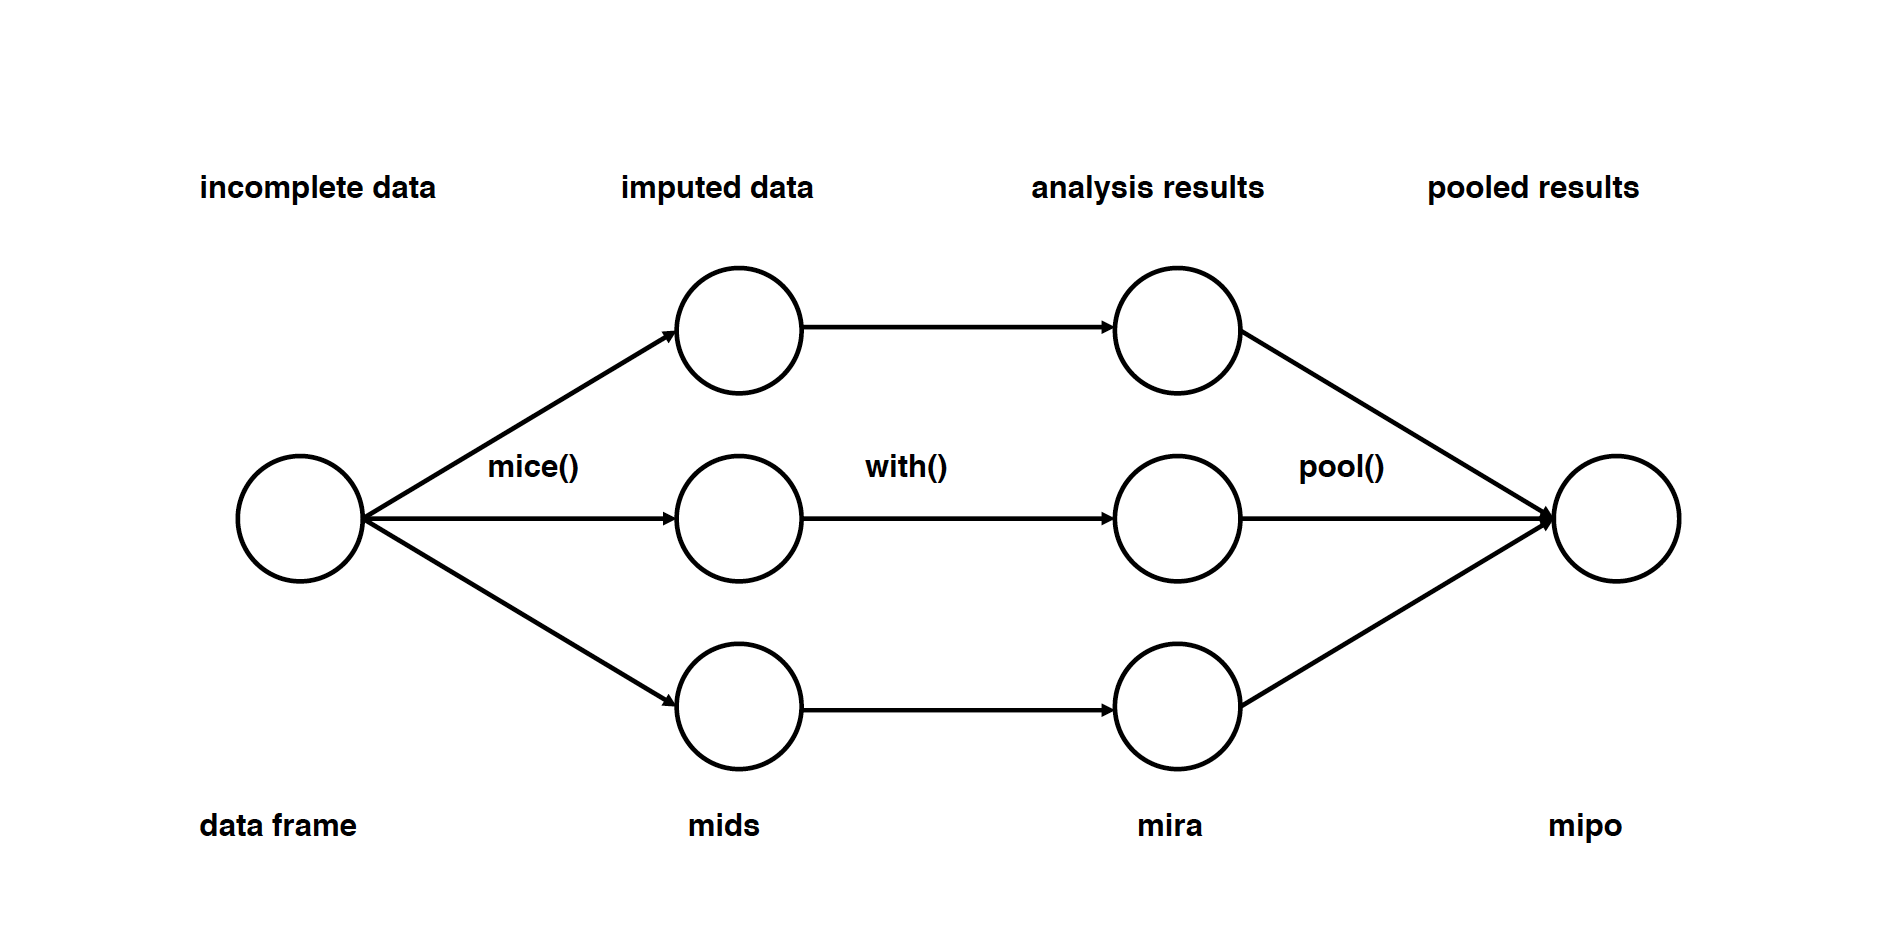 incomplete data
imputed data
analysis results
pooled results
mice()
with()
pool()
data frame
mids
mira
mipo